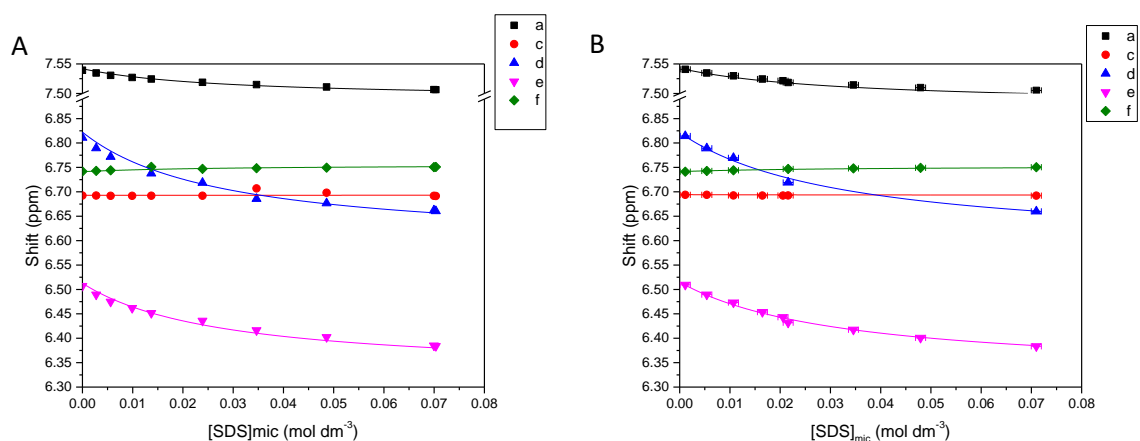 A
a
c
d
e
f
7.55
7.50
6.85
6.80
6.75
6.70
6.65
6.60
6.55
6.50
6.45
6.40
6.35
6.30
Shift (ppm)
0.00 0.01 0.02 0.03 0.04 0.05 0.06 0.07 0.08
[SDS]mic (mol dm-3)
B
a
c
d
e
f
7.55
7.50
6.85
6.80
6.75
6.70
6.65
6.60
6.55
6.50
6.45
6.40
6.35
6.30
Shift (ppm)
0.00 0.01 0.02 0.03 0.04 0.05 0.06 0.07 0.08
[SDS]mic (mol dm-3)